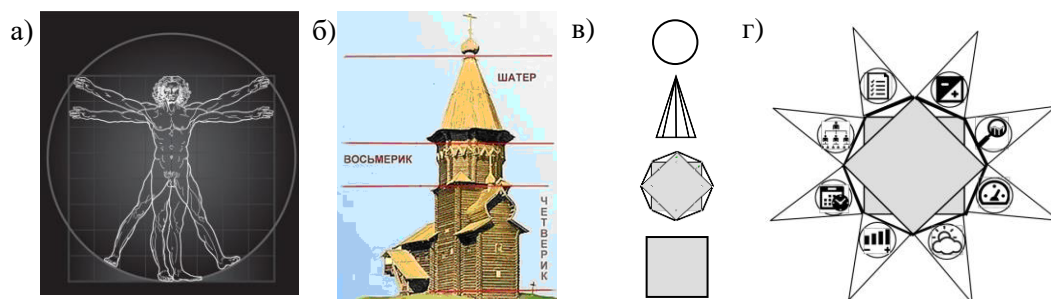 а)
б)
в)
г)
ШАТЕР
ВОСЬМЕРИК
ЧЕТВЕРИК